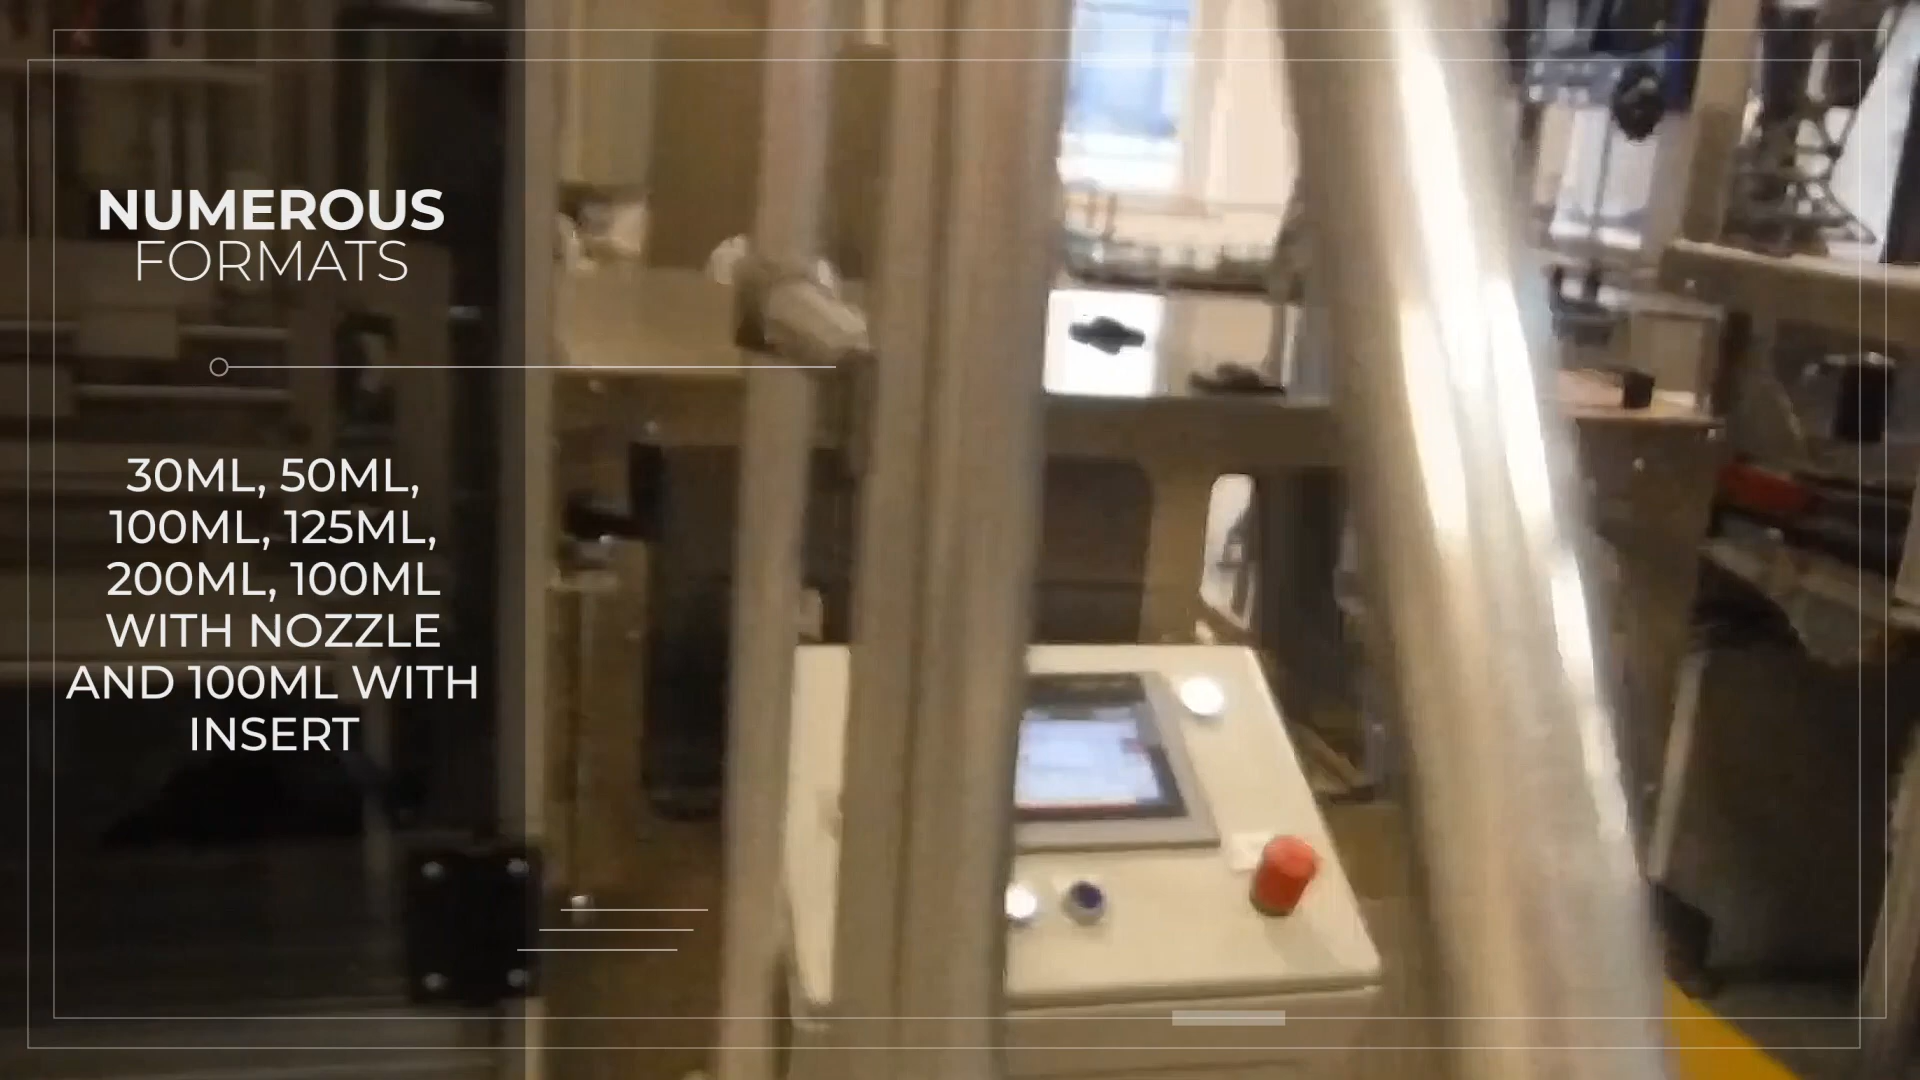 NUMEROUS
FORMATS
30ML, 50ML,
100ML, 125ML,
200ML, 100ML
WITH NOZZLE
AND 100ML WITH
INSERT